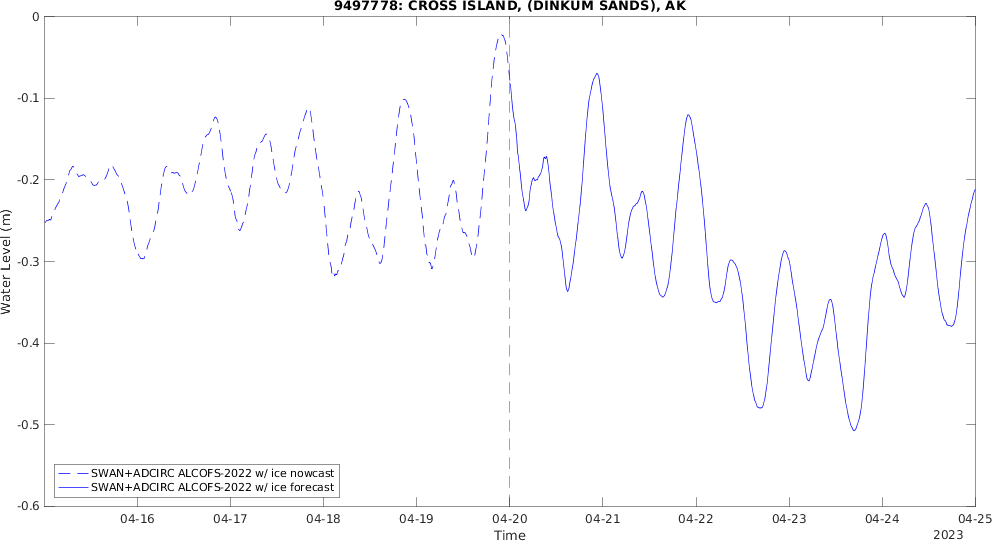 9497778: CROSS ISLAND, (DINKUM SANDS), AK
0
-0.1
-0.2
-0.3
-0.4
-0.5
-0.6
Water Level (m)
SWAN+ADCIRC ALCOFS-2022 w/ ice nowcast
SWAN+ADCIRC ALCOFS-2022 w/ ice forecast
04-16 04-17 04-18 04-19 04-20 04-21 04-22 04-23 04-24 04-25
Time
2023